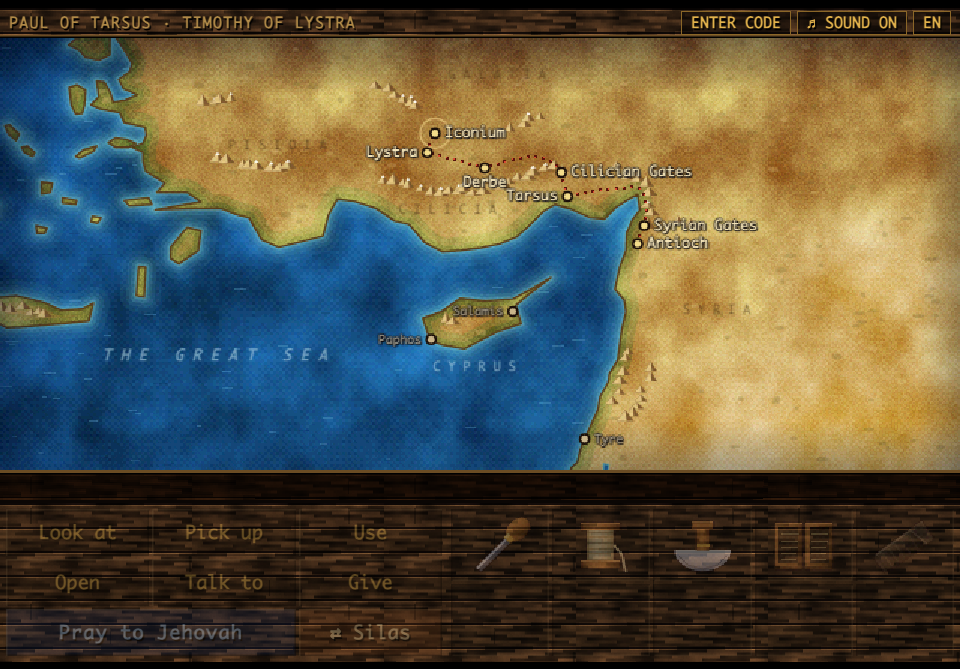 PAUL OF TARSUS · TIMOTHY OF LYSTRA
ENTER CODE
♬ SOUND ON
EN
GALATIA
Iconium
PISIDIA
Lystra
Cilician Gates
Derbe
Tarsus
CILICIA
Syrian Gates
Antioch
Salamis
SYRIA
Paphos
THE GREAT SEA
CYPRUS
Tyre
Look at
Pick up
Use
Open
Talk to
Give
Pray to Jehovah
⇄ Silas